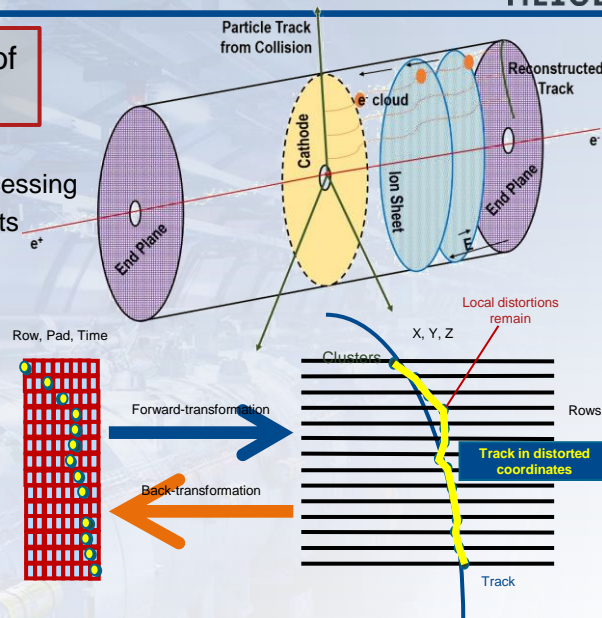 of
essing
ts
Particle Track
from Collision
Reconstructed
Track
e⁻ cloud
Cathode
Ion Sheet
End Plane
End Plane
E
e⁻
e⁺
Row, Pad, Time
Forward-transformation
Back-transformation
X, Y, Z
Local distortions
remain
Clusters
Rows
Track in distorted
coordinates
Track